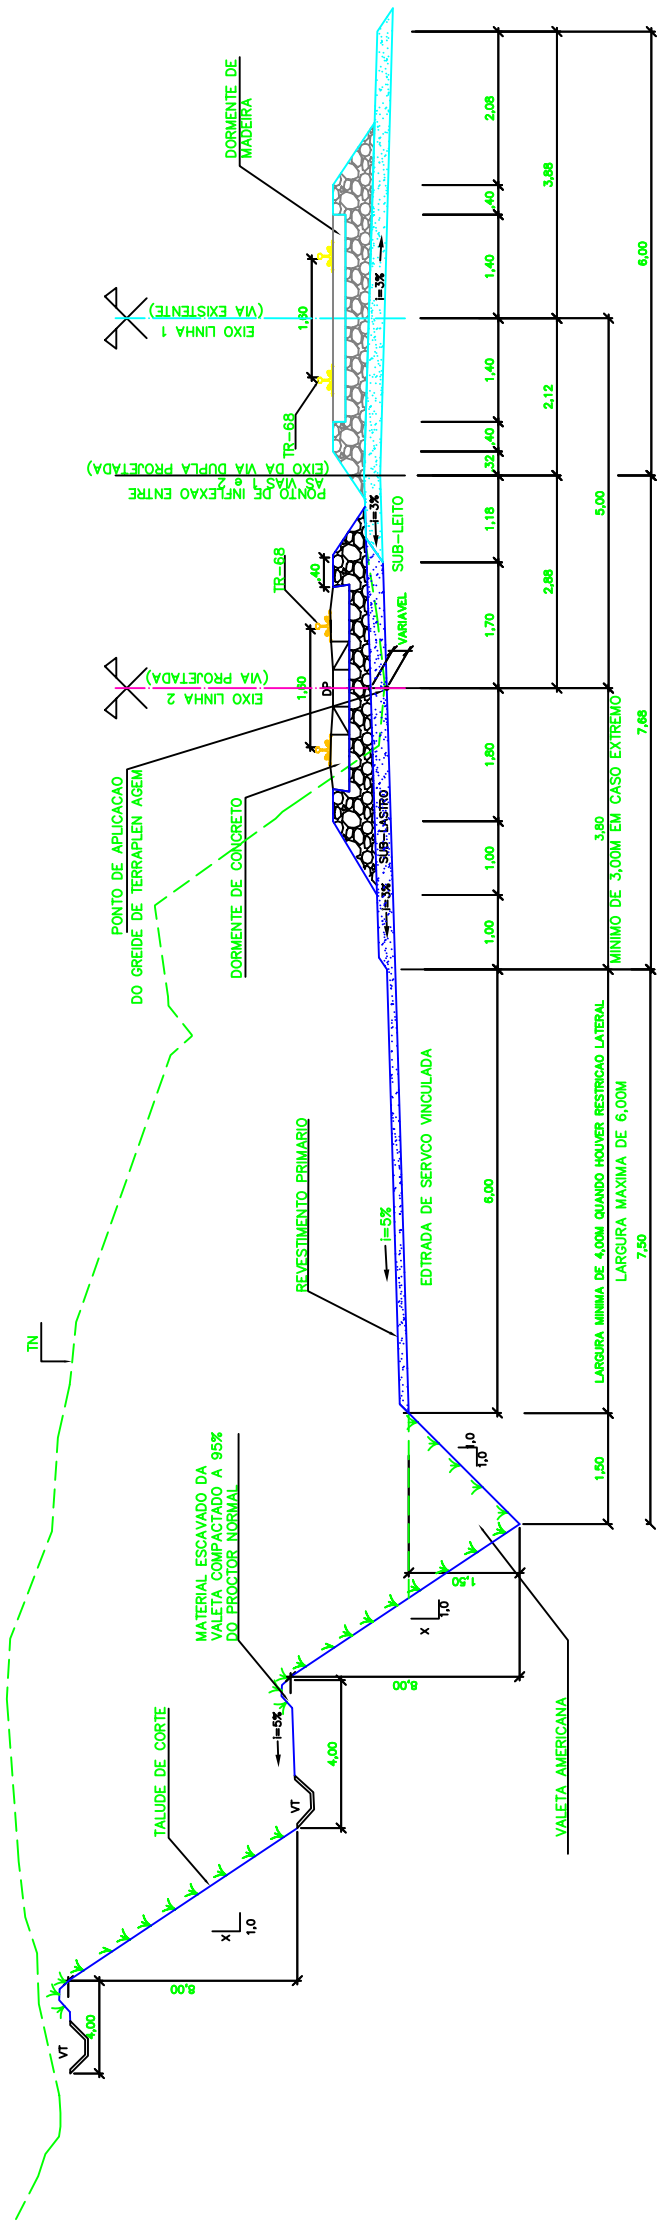 TN
TALUDE DE CORTE
MATERIAL ESCAVADO DA
VALETA COMPACTADO A 95%
DO PROCTOR NORMAL
REVESTIMENTO PRIMARIO
PONTO DE APLICACAO
DO GREIDE DE TERRAPLEN AGEM
DORMENTE DE CONCRETO
EIXO LINHA 2
(VIA PROJETADA)
TR-68
PONTO DE INFLEXAO ENTRE
AS VIAS 1 e 2
(EIXO DA VIA DUPLA PROJETADA)
TR-68
EIXO LINHA 1
(VIA EXISTENTE)
DORMENTE DE
MADEIRA
VT
4,00
8,00
X
1,0
VT
i=5%
4,00
8,00
X
1,0
1,50
1,0
1,0
VALETA AMERICANA
i=5%
EDTRADA DE SERVCO VINCULADA
i=3%
SUB-LASTRO
1,60
DP
,40
VARIAVEL
i=3%
SUB-LEITO
1,60
i=3%
6,00
1,00
1,00
1,80
1,70
1,18
,32
,40
1,40
1,40
,40
2,08
2,88
2,12
3,88
1,50
LARGURA MINIMA DE 4,00M QUANDO HOUVER RESTRICAO LATERAL
LARGURA MAXIMA DE 6,00M
3,80
MINIMO DE 3,00M EM CASO EXTREMO
5,00
7,50
7,68
6,00